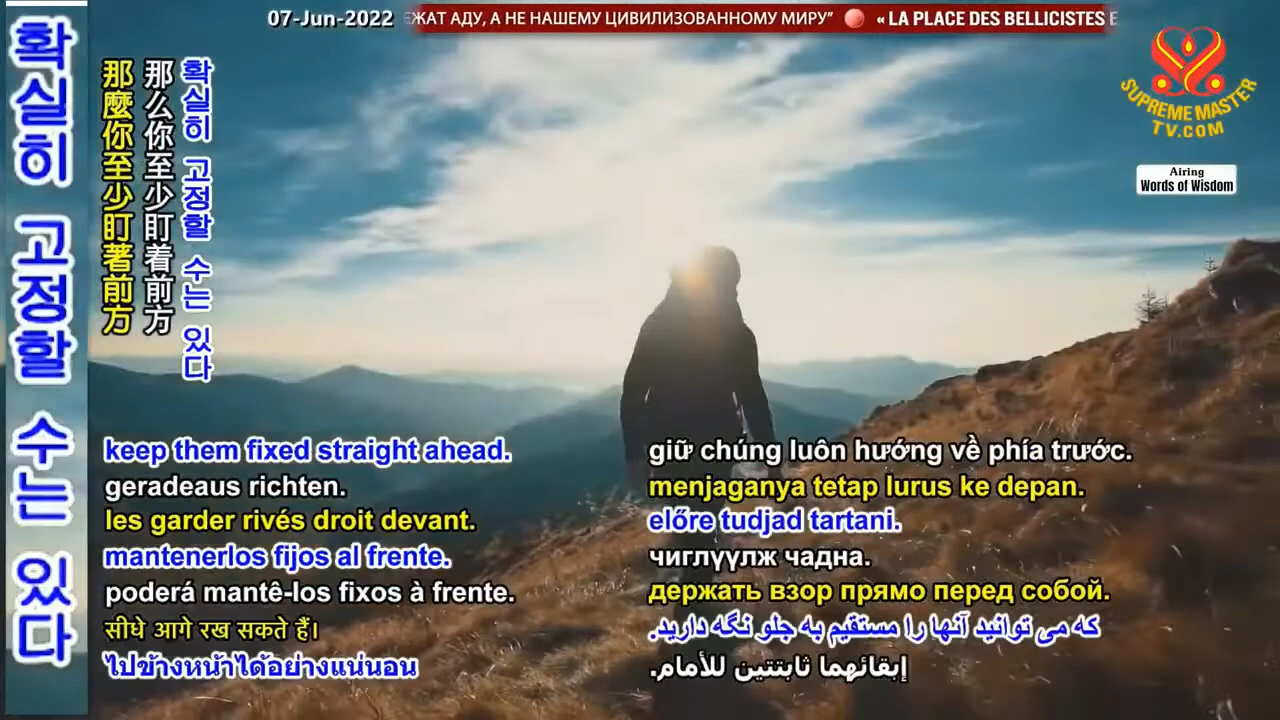 07-Jun-2022
ЕЖАТ АДУ, А НЕ НАШЕМУ ЦИВИЛИЗОВАННОМУ МИРУ”
« LA PLACE DES BELLICISTES
SUPREME MASTER
TV.COM
Airing
Words of Wisdom
확실히 고정할 수는 있다
那麼你至少盯著前方
那么你至少盯着前方
확실히 고정할 수는 있다
keep them fixed straight ahead.
geradeaus richten.
les garder rivés droit devant.
mantenerlos fijos al frente.
poderá mantê-los fixos à frente.
सीधे आगे रख सकते हैं।
ไปข้างหน้าได้อย่างแน่นอน
giữ chúng luôn hướng về phía trước.
menjaganya tetap lurus ke depan.
előre tudjad tartani.
чиглүүлж чадна.
держать взор прямо перед собой.
که می توانید آنها را مستقیم به جلو نگه دارید.
إبقائهما ثابتتين للأمام.